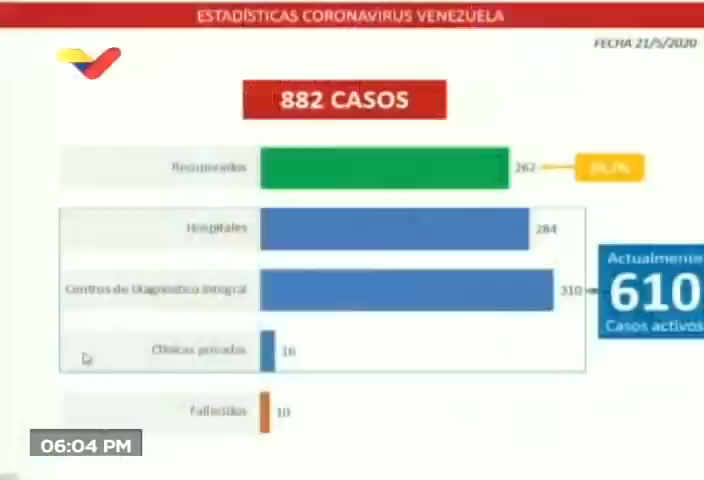 ESTADÍSTICAS CORONAVIRUS VENEZUELA
FECHA 21/5/2020
882 CASOS
Recuperados 262
Hospitales 284
Centros de Diagnóstico Integral 310
Actualmente
610
Casos activos
Clínicas privadas 16
Fallecidos 10
06:04 PM